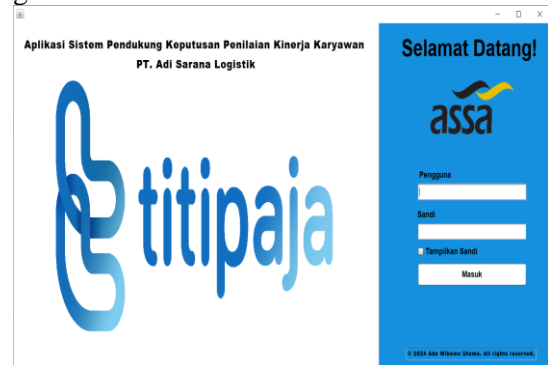 Aplikasi Sistem Pendukung Keputusan Penilaian Kinerja Karyawan
PT. Adi Sarana Logistik
titipaja
Selamat Datang!
assa
Pengguna
Sandi
Tampilkan Sandi
Masuk
© 2024 Ade Wibowo Utomo. All rights reserved.